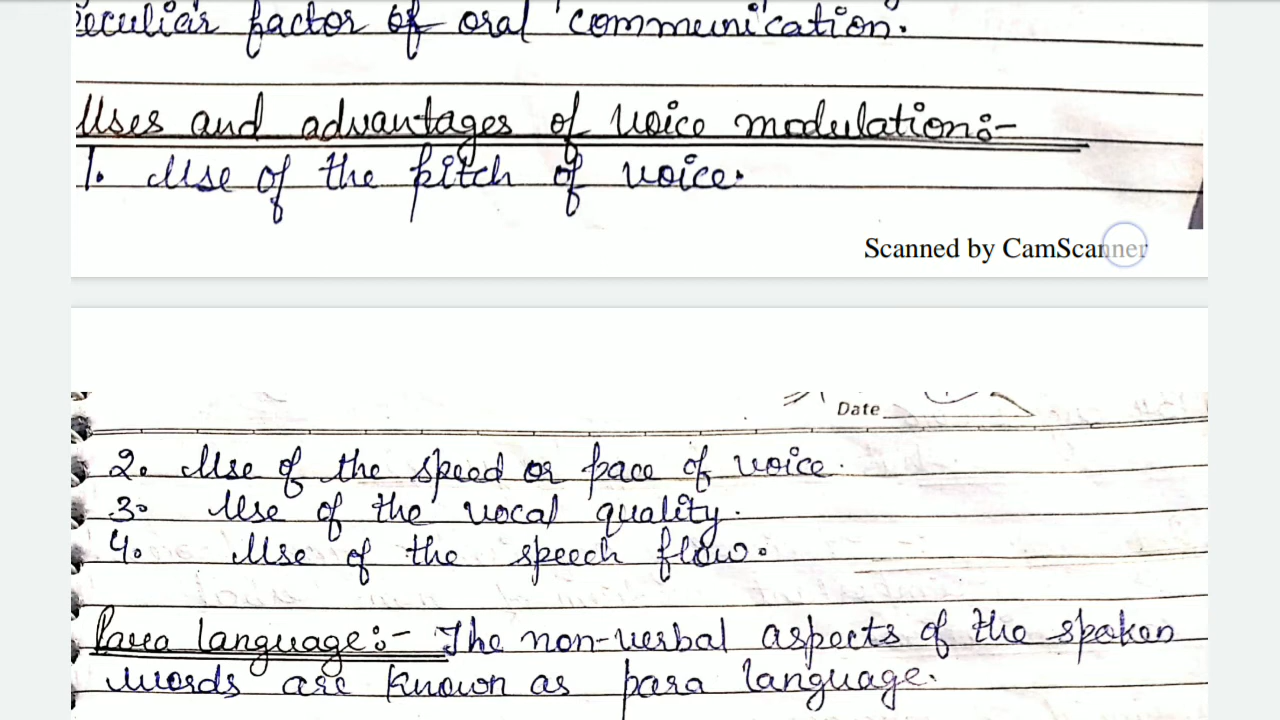 peculiar factor of oral communication.
Uses and advantages of voice modulation:-
1. Use of the pitch of voice.
Scanned by CamScanner
Date
2. Use of the speed or pace of voice.
3. Use of the vocal quality.
4. Use of the speech flow.
Para language:- The non-verbal aspects of the spoken
words are known as para language.